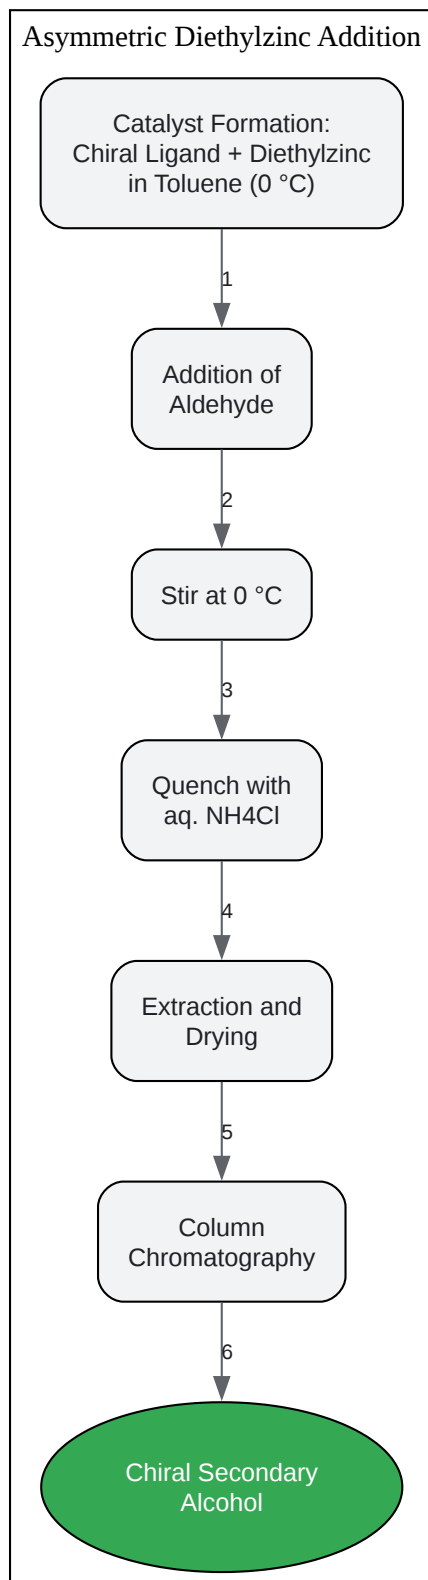 Asymmetric Diethylzinc Addition
Catalyst Formation:
Chiral Ligand + Diethylzinc
in Toluene (0 °C)
1
Addition of
Aldehyde
2
Stir at 0 °C
3
Quench with
aq. NH4Cl
4
Extraction and
Drying
5
Column
Chromatography
6
Chiral Secondary
Alcohol